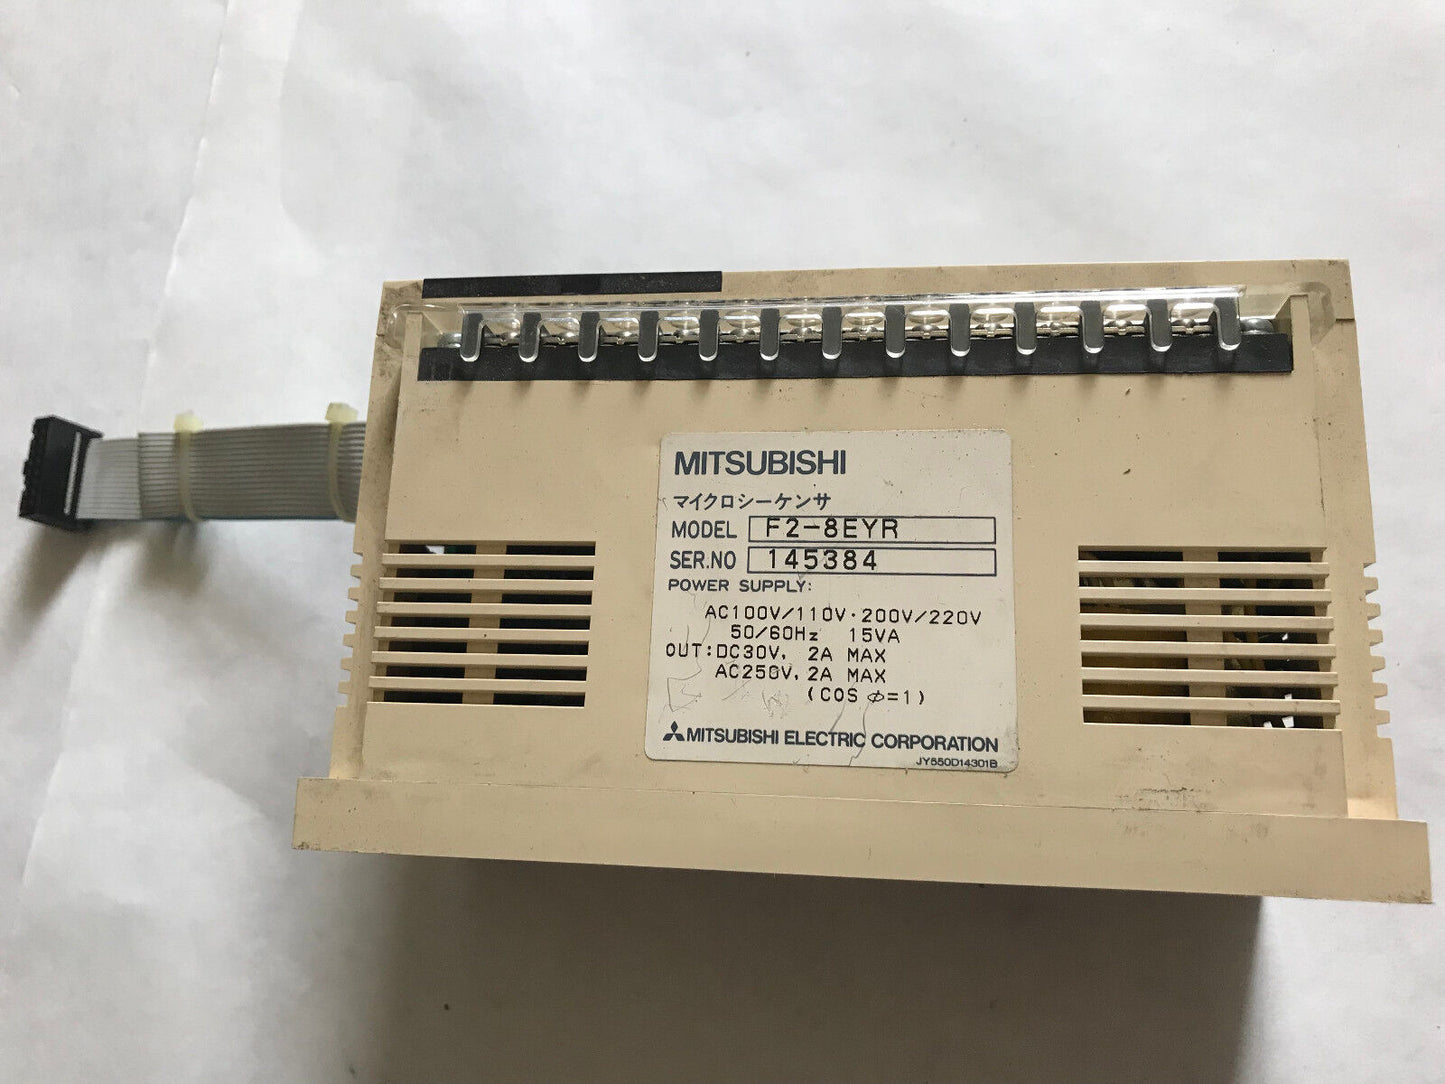 MITSUBISHI
マイクロシーケンサ
MODEL F2-8EYR
SER.NO 145384
POWER SUPPLY:
AC100V/110V·200V/220V
50/60Hz 15VA
OUT:DC30V, 2A MAX
AC250V, 2A MAX
(COS φ=1)
MITSUBISHI ELECTRIC CORPORATION
JY550D14301B